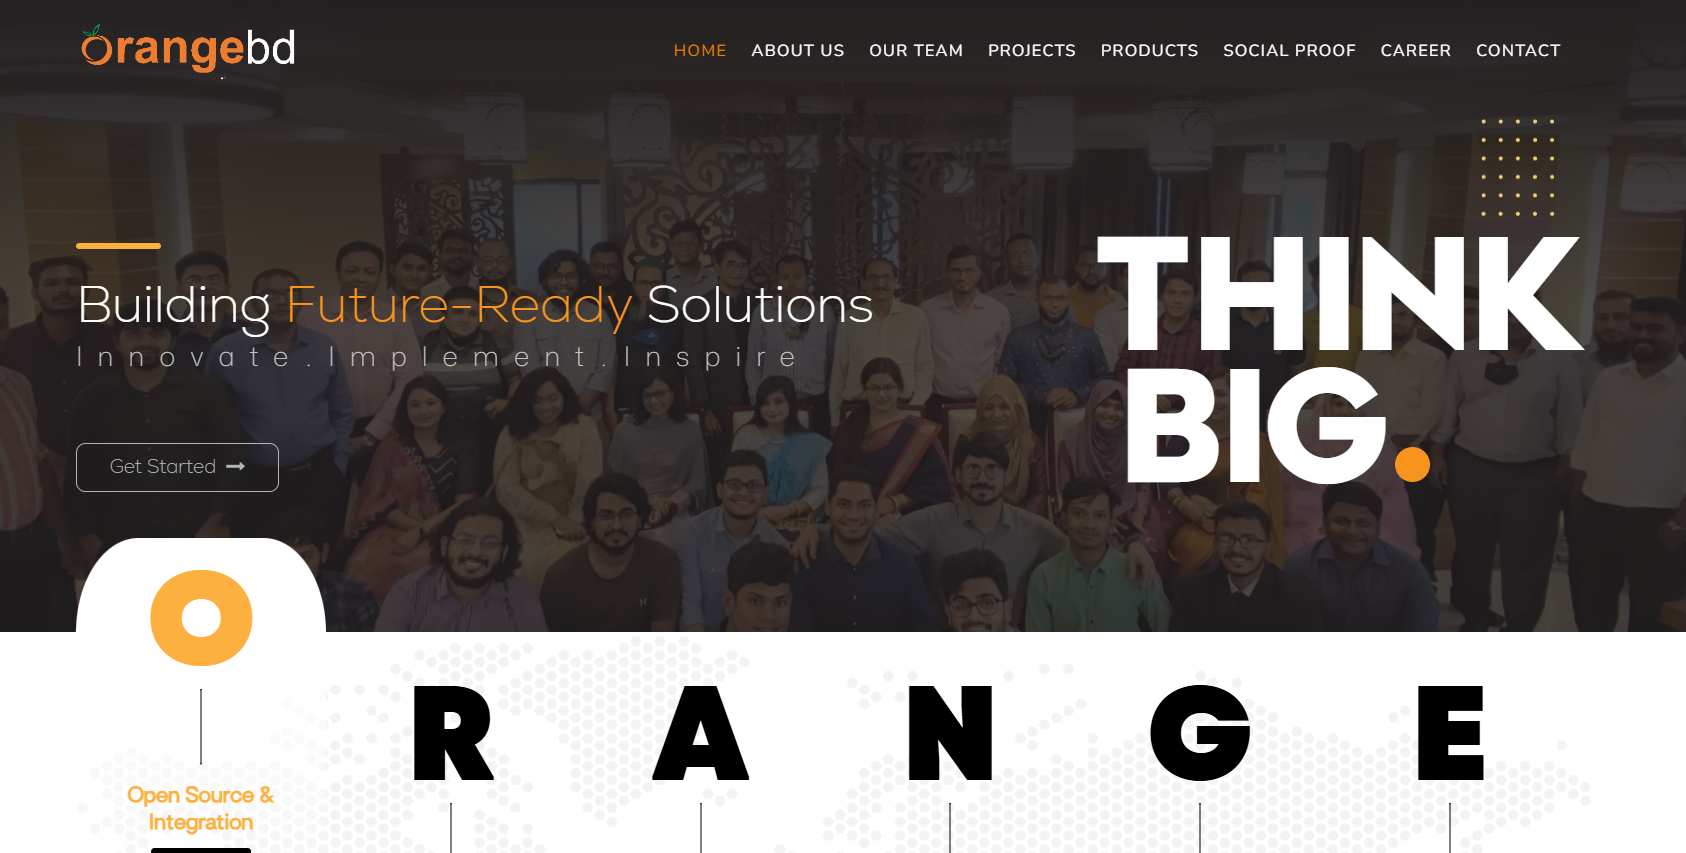 Orangebd
HOME ABOUT US OUR TEAM PROJECTS PRODUCTS SOCIAL PROOF CAREER CONTACT
Building Future-Ready Solutions
Innovate.Implement.Inspire
Get Started
THINK
BIG.
O R A N G E
Open Source &
Integration